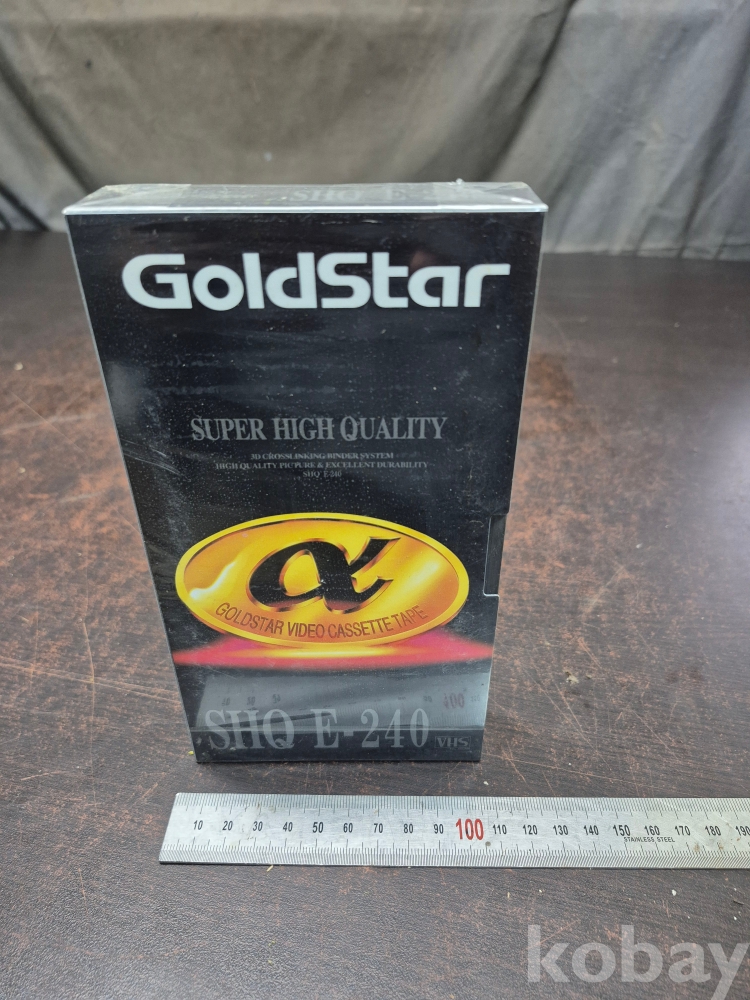 SHQ E-
GoldStar
SUPER HIGH QUALITY
3D CROSSLINKING BINDER SYSTEM
HIGH QUALITY PICPURE & EXCELLENT DURABILITY
SHQ E-240
α
GOLDSTAR VIDEO CASSETTE TAPE
SHQ E-240
VHS
10 20 30 40 50 60 70 80 90 100 110 120 130 140 150 160 170 180 190
STAINLESS STEEL
kobay